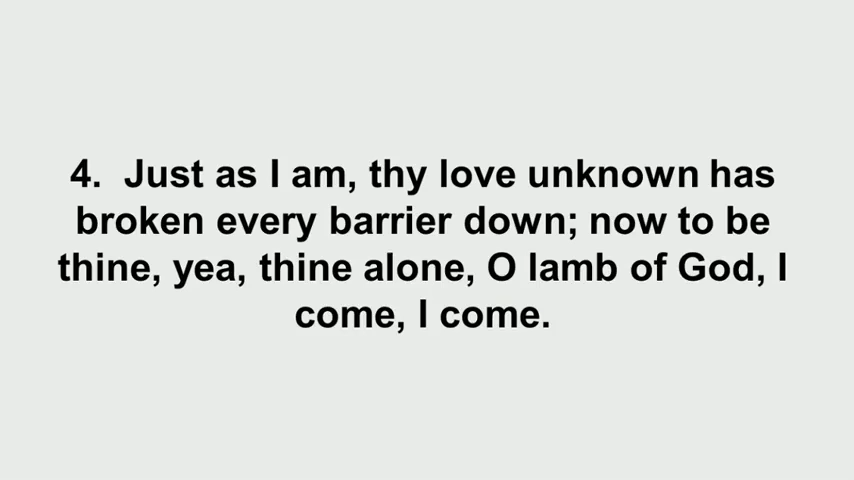 4.  Just as I am, thy love unknown has
broken every barrier down; now to be
thine, yea, thine alone, O lamb of God, I
come, I come.